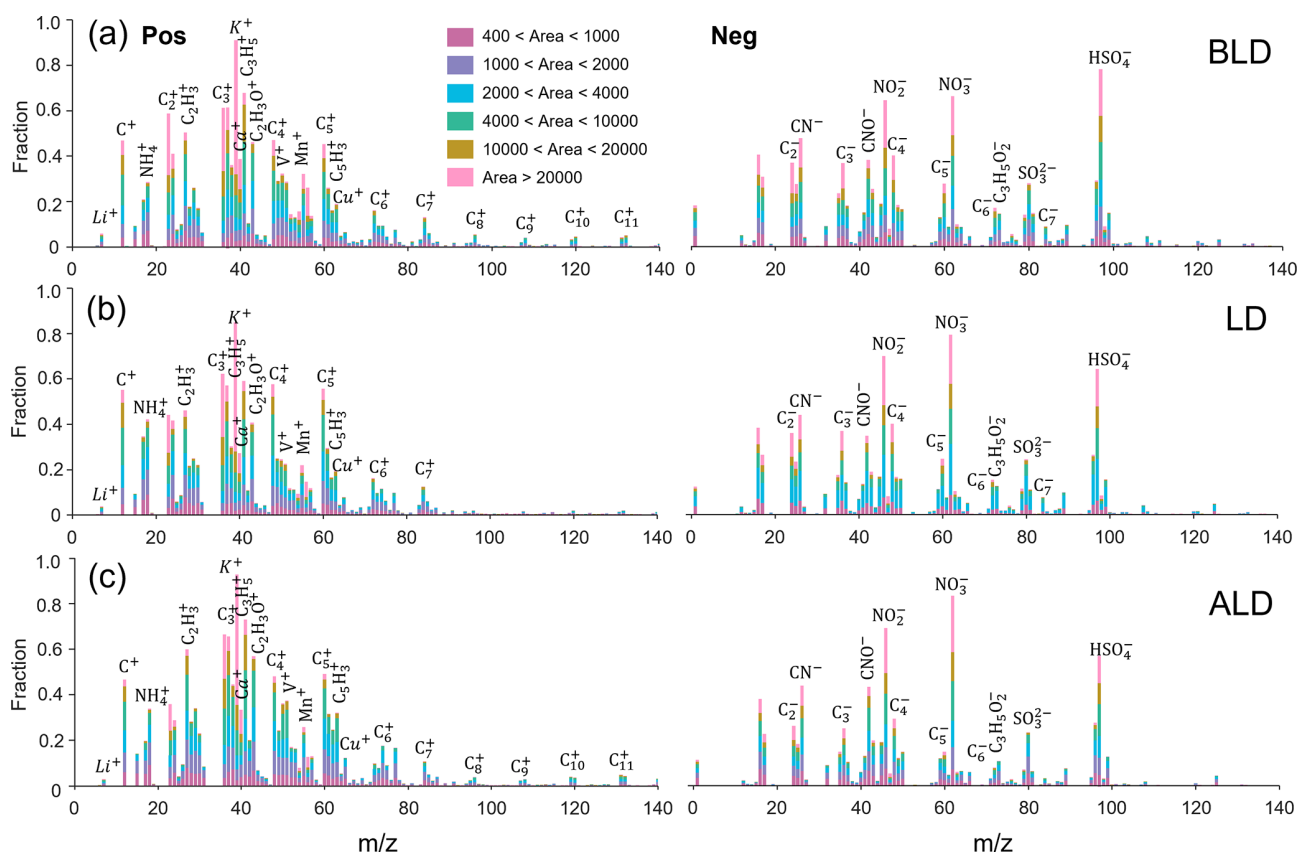 (a) Pos
400 < Area < 1000
1000 < Area < 2000
2000 < Area < 4000
4000 < Area < 10000
10000 < Area < 20000
Area > 20000
Neg
BLD
Fraction
1.0
0.8
0.6
0.4
0.2
0
Li⁺ C⁺ NH₄⁺ C₂⁺ C₂H₃⁺ C₃⁺ K⁺ Ca⁺ C₃H₅⁺ C₂H₃O⁺ C₄⁺ V⁺ Mn⁺ C₅⁺ C₅H₃⁺ Cu⁺ C₆⁺ C₇⁺ C₈⁺ C₉⁺ C₁₀⁺ C₁₁⁺
C₂⁻ CN⁻ C₃⁻ CNO⁻ NO₂⁻ C₄⁻ C₅⁻ NO₃⁻ C₆⁻ C₃H₅O₂⁻ SO₃²⁻ C₇⁻ HSO₄⁻
0 20 40 60 80 100 120 140
0 20 40 60 80 100 120 140
(b)
LD
Fraction
1.0
0.8
0.6
0.4
0.2
0
Li⁺ C⁺ NH₄⁺ C₂H₃⁺ C₃⁺ K⁺ C₃H₅⁺ Ca⁺ C₂H₃O⁺ C₄⁺ V⁺ Mn⁺ C₅⁺ C₅H₃⁺ Cu⁺ C₆⁺ C₇⁺
C₂⁻ CN⁻ C₃⁻ CNO⁻ NO₂⁻ C₄⁻ C₅⁻ NO₃⁻ C₆⁻ C₃H₅O₂⁻ SO₃²⁻ C₇⁻ HSO₄⁻
0 20 40 60 80 100 120 140
0 20 40 60 80 100 120 140
(c)
ALD
Fraction
1.0
0.8
0.6
0.4
0.2
0
Li⁺ C⁺ NH₄⁺ C₂H₃⁺ C₃⁺ K⁺ Ca⁺ C₃H₅⁺ C₂H₃O⁺ C₄⁺ V⁺ Mn⁺ C₅⁺ C₅H₃⁺ Cu⁺ C₆⁺ C₇⁺ C₈⁺ C₉⁺ C₁₀⁺ C₁₁⁺
C₂⁻ CN⁻ C₃⁻ CNO⁻ NO₂⁻ C₄⁻ C₅⁻ NO₃⁻ C₆⁻ C₃H₅O₂⁻ SO₃²⁻ HSO₄⁻
0 20 40 60 80 100 120 140
0 20 40 60 80 100 120 140
m/z
m/z